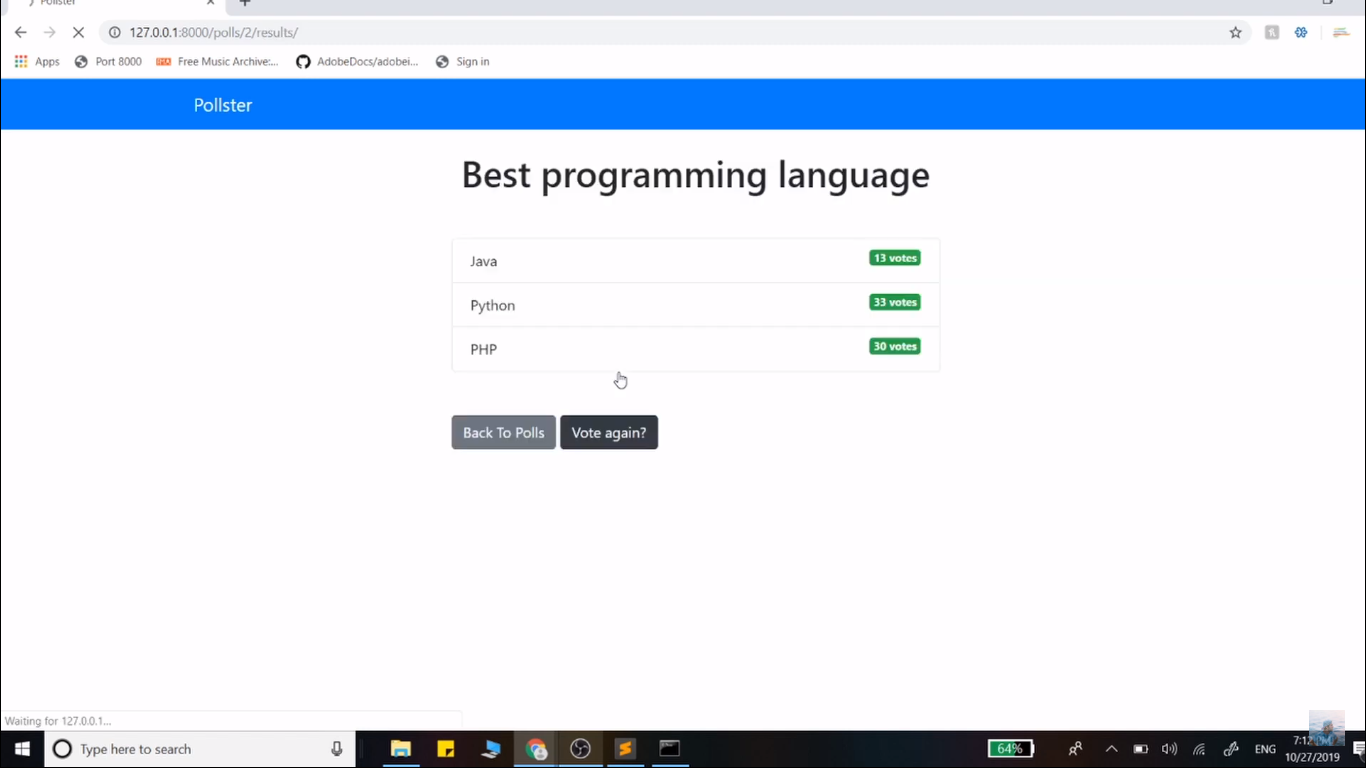 Pollster
127.0.0.1:8000/polls/2/results/
Apps Port 8000 Free Music Archive:... AdobeDocs/adobei... Sign in
Pollster
Best programming language
Java 13 votes
Python 33 votes
PHP 30 votes
Back To Polls Vote again?
Waiting for 127.0.0.1...
Type here to search 64% ENG
10/27/2019